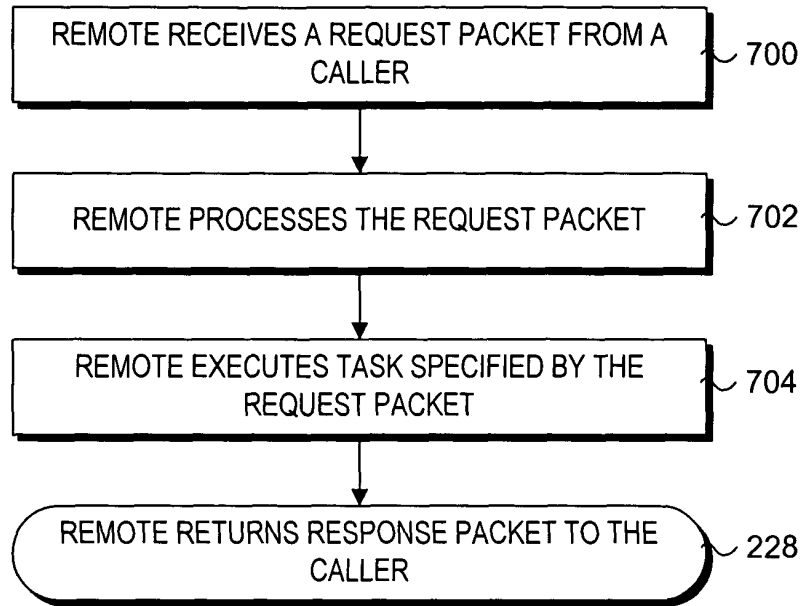 REMOTE RECEIVES A REQUEST PACKET FROM A
CALLER
700
REMOTE PROCESSES THE REQUEST PACKET
702
REMOTE EXECUTES TASK SPECIFIED BY THE
REQUEST PACKET
704
REMOTE RETURNS RESPONSE PACKET TO THE
CALLER
228